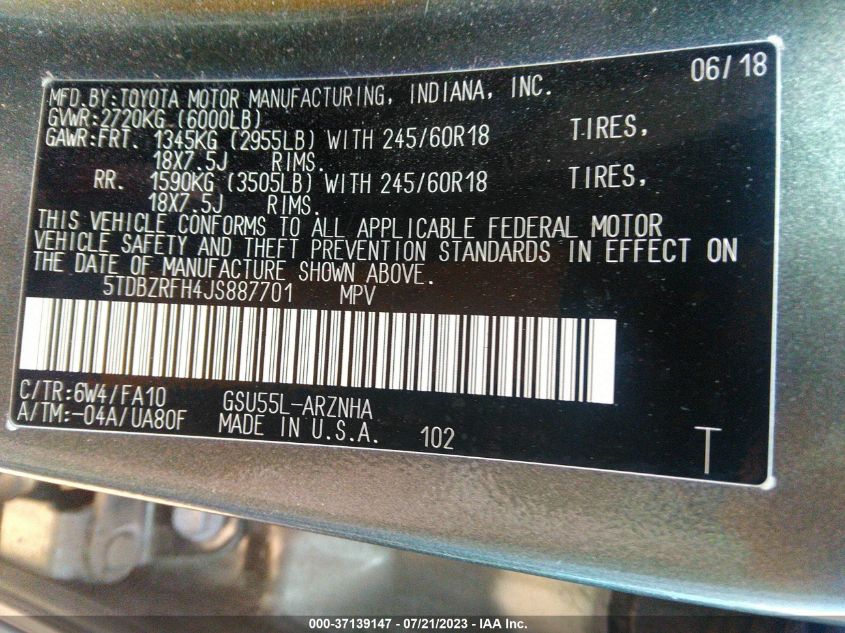 06/18
MFD.BY:TOYOTA MOTOR MANUFACTURING, INDIANA, INC.
GVWR:2720KG (6000LB)
GAWR:FRT. 1345KG (2955LB) WITH 245/60R18 TIRES,
18X7.5J RIMS.
RR. 1590KG (3505LB) WITH 245/60R18 TIRES,
18X7.5J RIMS.
THIS VEHICLE CONFORMS TO ALL APPLICABLE FEDERAL MOTOR
VEHICLE SAFETY AND THEFT PREVENTION STANDARDS IN EFFECT ON
THE DATE OF MANUFACTURE SHOWN ABOVE.
5TDBZRFH4JS887701 MPV
C/TR:6W4/FA10 GSU55L-ARZNHA
A/TM:-04A/UA80F MADE IN U.S.A. 102
T
000-37139147 - 07/21/2023 - IAA Inc.